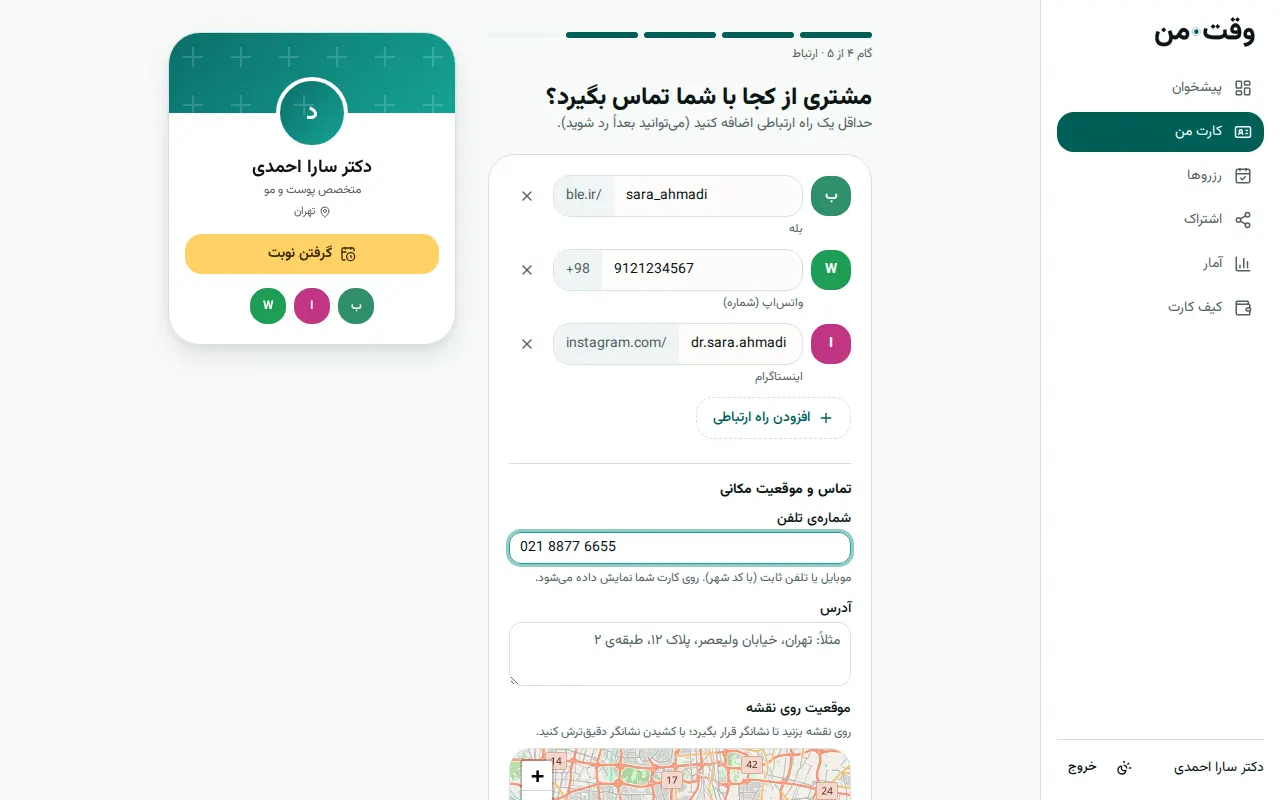 وقت من
پیشخوان
کارت من
رزروها
اشتراک
آمار
کیف کارت
دکتر سارا احمدی
خروج
گام ۴ از ۵ · ارتباط
مشتری از کجا با شما تماس بگیرد؟
حداقل یک راه ارتباطی اضافه کنید (می‌توانید بعداً رد شوید).
ب
ble.ir/ sara_ahmadi
بله
W
+98 9121234567
واتس‌اپ (شماره)
I
instagram.com/ dr.sara.ahmadi
اینستاگرام
+ افزودن راه ارتباطی
تماس و موقعیت مکانی
شماره‌ی تلفن
021 8877 6655
موبایل یا تلفن ثابت (با کد شهر). روی کارت شما نمایش داده می‌شود.
آدرس
مثلاً: تهران، خیابان ولیعصر، پلاک ۱۲، طبقه‌ی ۲
موقعیت روی نقشه
روی نقشه بزنید تا نشانگر قرار بگیرد؛ با کشیدن نشانگر دقیق‌ترش کنید.
+
14
42
17
24
د
دکتر سارا احمدی
متخصص پوست و مو
تهران
گرفتن نوبت
ب I W